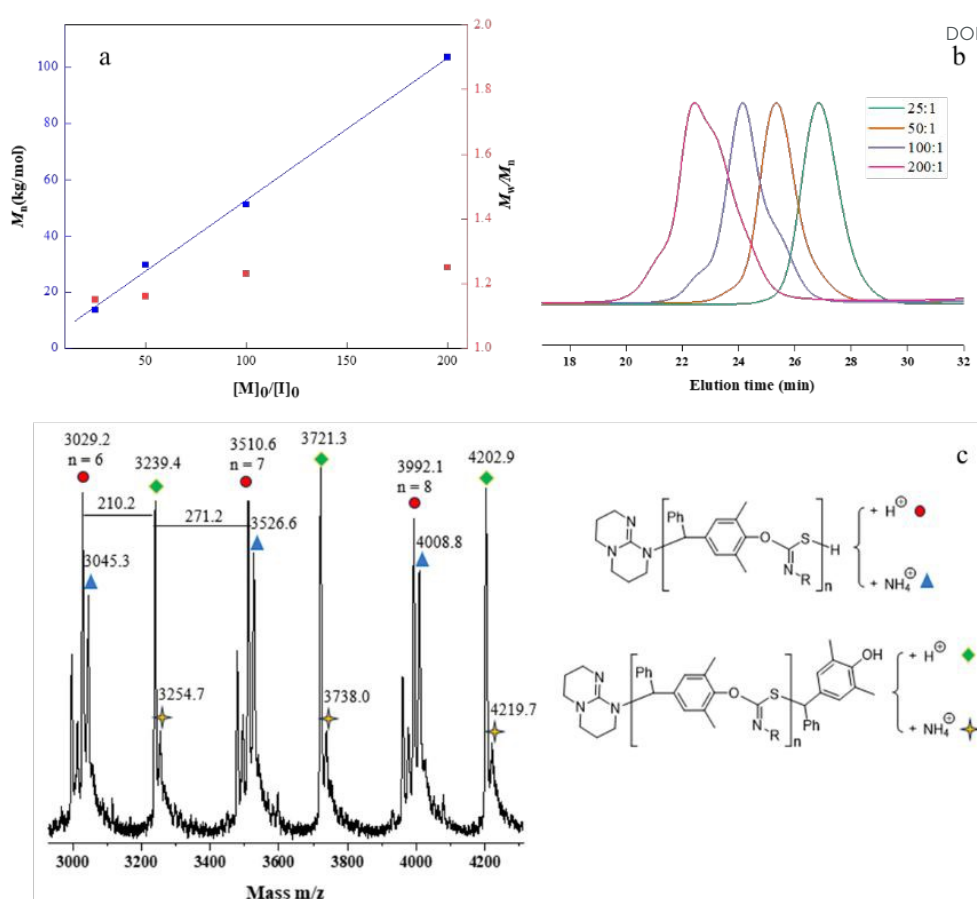 DOI
a
100
80
60
40
20
0
Mn(kg/mol)
2.0
1.8
1.6
1.4
1.2
1.0
Mw/Mn
50
100
150
200
[M]0/[I]0
b
25:1
50:1
100:1
200:1
18 20 22 24 26 28 30 32
Elution time (min)
c
3029.2
n = 6
3239.4
3510.6
n = 7
3721.3
3992.1
n = 8
4202.9
210.2
271.2
3045.3
3526.6
4008.8
3254.7
3738.0
4219.7
3000 3200 3400 3600 3800 4000 4200
Mass m/z
N
N
N
Ph
O
S
H
N
R
n
+ H⊕
+ NH4⊕
N
N
N
Ph
O
S
N
R
n
OH
Ph
+ H⊕
+ NH4⊕